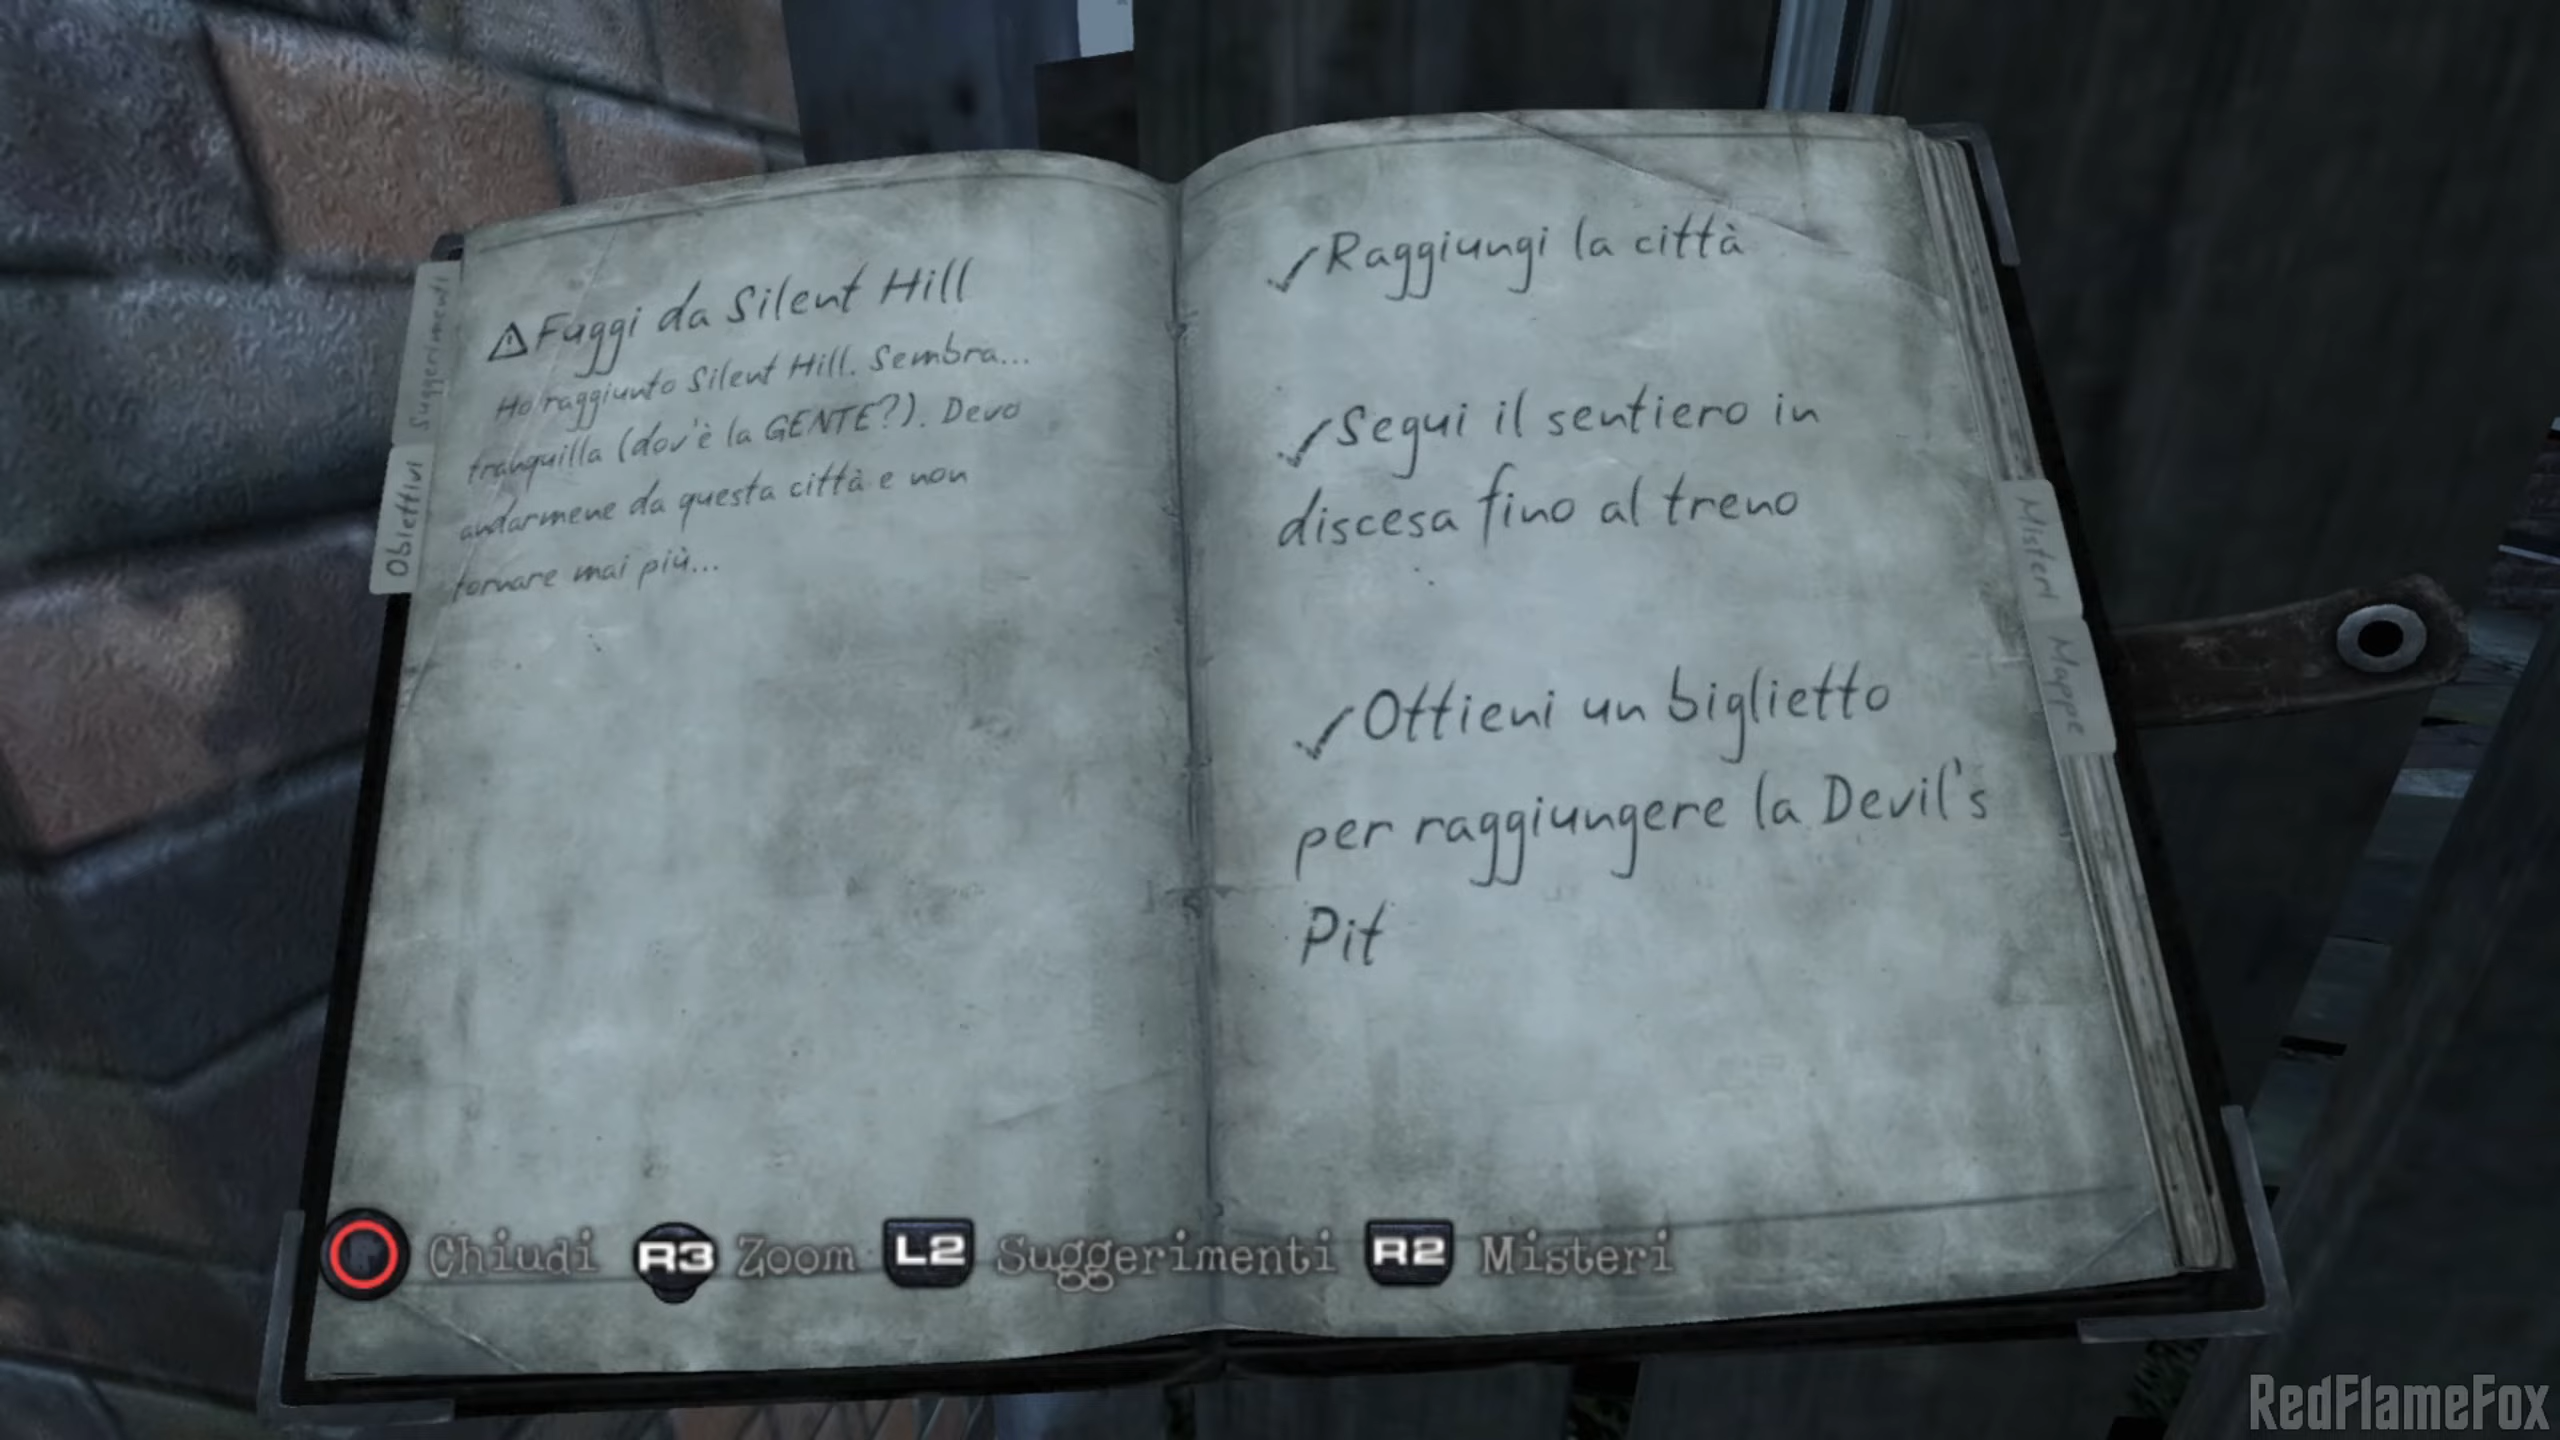 Fuggi da Silent Hill
Ho raggiunto Silent Hill. Sembra...
tranquilla (dov'è la GENTE?). Devo
andarmene da questa città e non
tornare mai più...
Suggerimenti
Obiettivi
Raggiungi la città
Segui il sentiero in
discesa fino al treno
Ottieni un biglietto
per raggiungere la Devil's
Pit
Misteri
Mappe
Chiudi R3 Zoom L2 Suggerimenti R2 Misteri
RedFlameFox